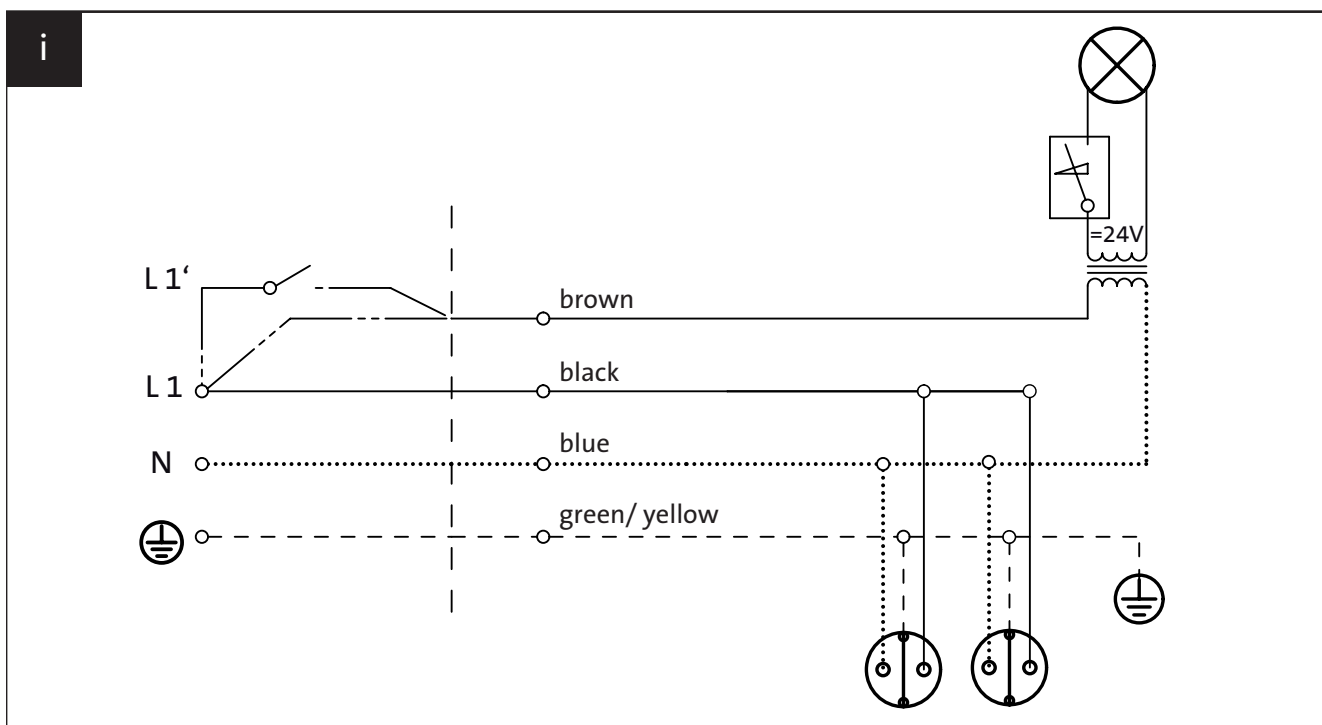 i
=24V
L 1‘
brown
L 1
black
N
blue
green/ yellow